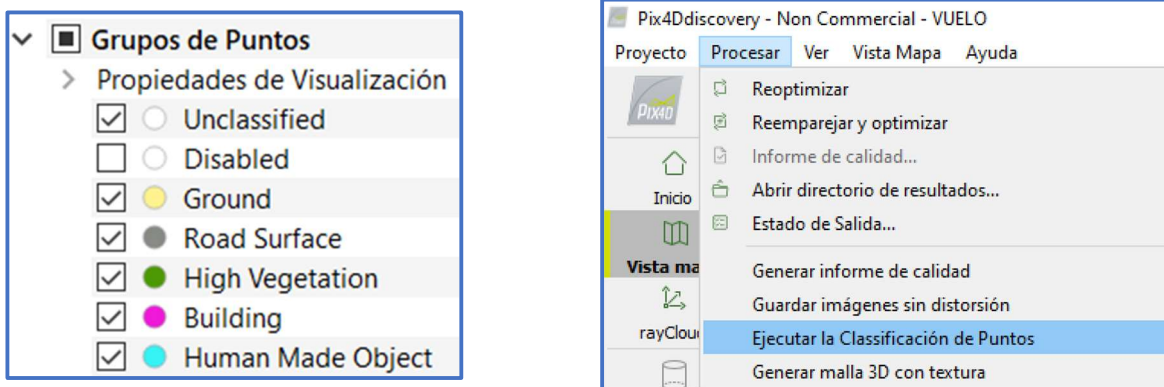 Grupos de Puntos
Propiedades de Visualización
Unclassified
Disabled
Ground
Road Surface
High Vegetation
Building
Human Made Object
Pix4Ddiscovery - Non Commercial - VUELO
Proyecto Procesar Ver Vista Mapa Ayuda
PIX4D
Inicio
Vista ma
rayClou
Reoptimizar
Reemparejar y optimizar
Informe de calidad...
Abrir directorio de resultados...
Estado de Salida...
Generar informe de calidad
Guardar imágenes sin distorsión
Ejecutar la Classificación de Puntos
Generar malla 3D con textura